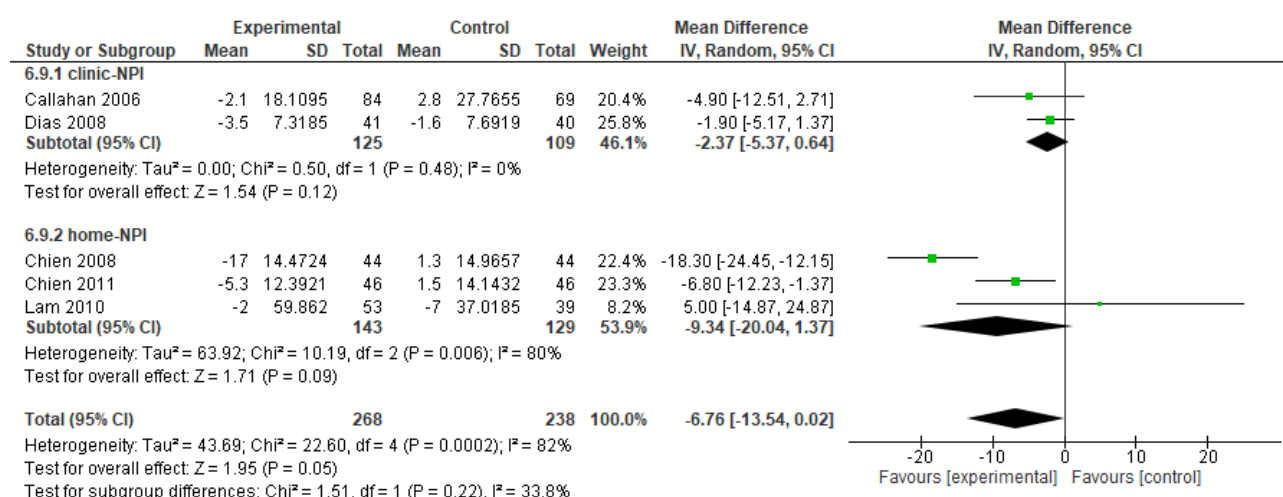 Experimental Control Mean Difference Mean Difference
Study or Subgroup Mean SD Total Mean SD Total Weight IV, Random, 95% CI IV, Random, 95% CI
6.9.1 clinic-NPI
Callahan 2006 -2.1 18.1095 84 2.8 27.7655 69 20.4% -4.90 [-12.51, 2.71]
Dias 2008 -3.5 7.3185 41 -1.6 7.6919 40 25.8% -1.90 [-5.17, 1.37]
Subtotal (95% CI) 125 109 46.1% -2.37 [-5.37, 0.64]
Heterogeneity: Tau² = 0.00; Chi² = 0.50, df = 1 (P = 0.48); I² = 0%
Test for overall effect: Z = 1.54 (P = 0.12)
6.9.2 home-NPI
Chien 2008 -17 14.4724 44 1.3 14.9657 44 22.4% -18.30 [-24.45, -12.15]
Chien 2011 -5.3 12.3921 46 1.5 14.1432 46 23.3% -6.80 [-12.23, -1.37]
Lam 2010 -2 59.862 53 -7 37.0185 39 8.2% 5.00 [-14.87, 24.87]
Subtotal (95% CI) 143 129 53.9% -9.34 [-20.04, 1.37]
Heterogeneity: Tau² = 63.92; Chi² = 10.19, df = 2 (P = 0.006); I² = 80%
Test for overall effect: Z = 1.71 (P = 0.09)
Total (95% CI) 268 238 100.0% -6.76 [-13.54, 0.02]
Heterogeneity: Tau² = 43.69; Chi² = 22.60, df = 4 (P = 0.0002); I² = 82%
Test for overall effect: Z = 1.95 (P = 0.05)
Test for subgroup differences: Chi² = 1.51, df = 1 (P = 0.22), I² = 33.8%
-20 -10 0 10 20
Favours [experimental] Favours [control]